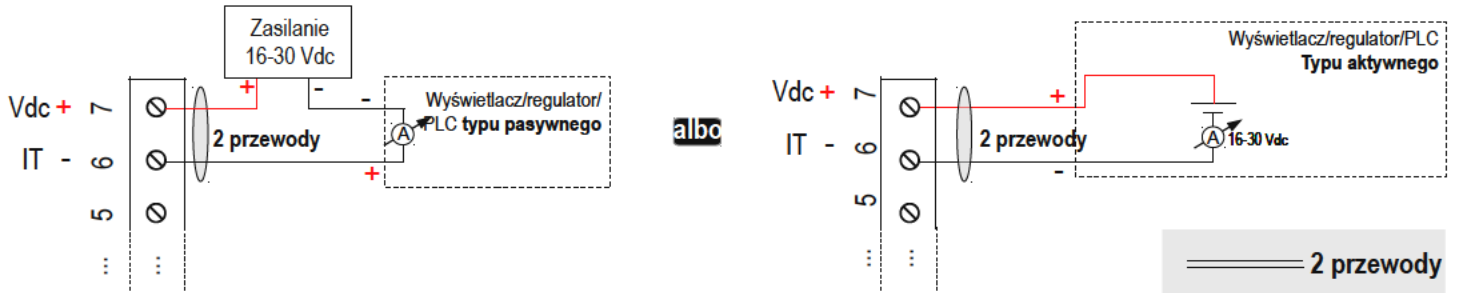 Zasilanie
16-30 Vdc
+ -
Vdc + 7
-
Wyświetlacz/regulator/
PLC typu pasywnego
A
2 przewody
IT - 6
+
5
...
...
albo
Wyświetlacz/regulator/PLC
Typu aktywnego
Vdc + 7
+
2 przewody
A 16-30 Vdc
IT - 6
-
5
...
...
2 przewody